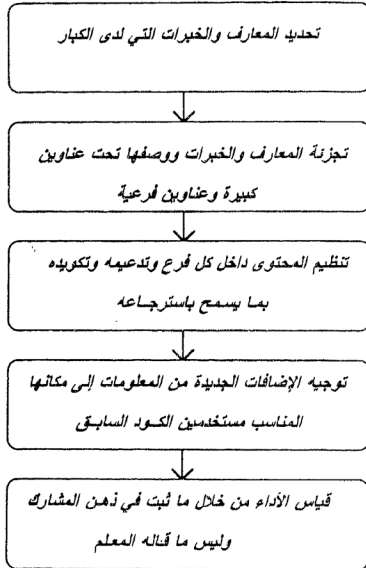 تحديد المعارف والخبرات التي لدى الكبار
تجزئة المعارف والخبرات ووصفها تحت عناوين
كبيرة وعناوين فرعية
تنظيم المحتوى داخل كل فرع وتدعيمه وتكويده
بما يسمح باسترجاعه
توجيه الإضافات الجديدة من المعلومات إلى مكانها
المناسب مستخدمين الكود السابق
قياس الأداء من خلال ما ثبت في ذهن المشارك
وليس ما قاله المعلم